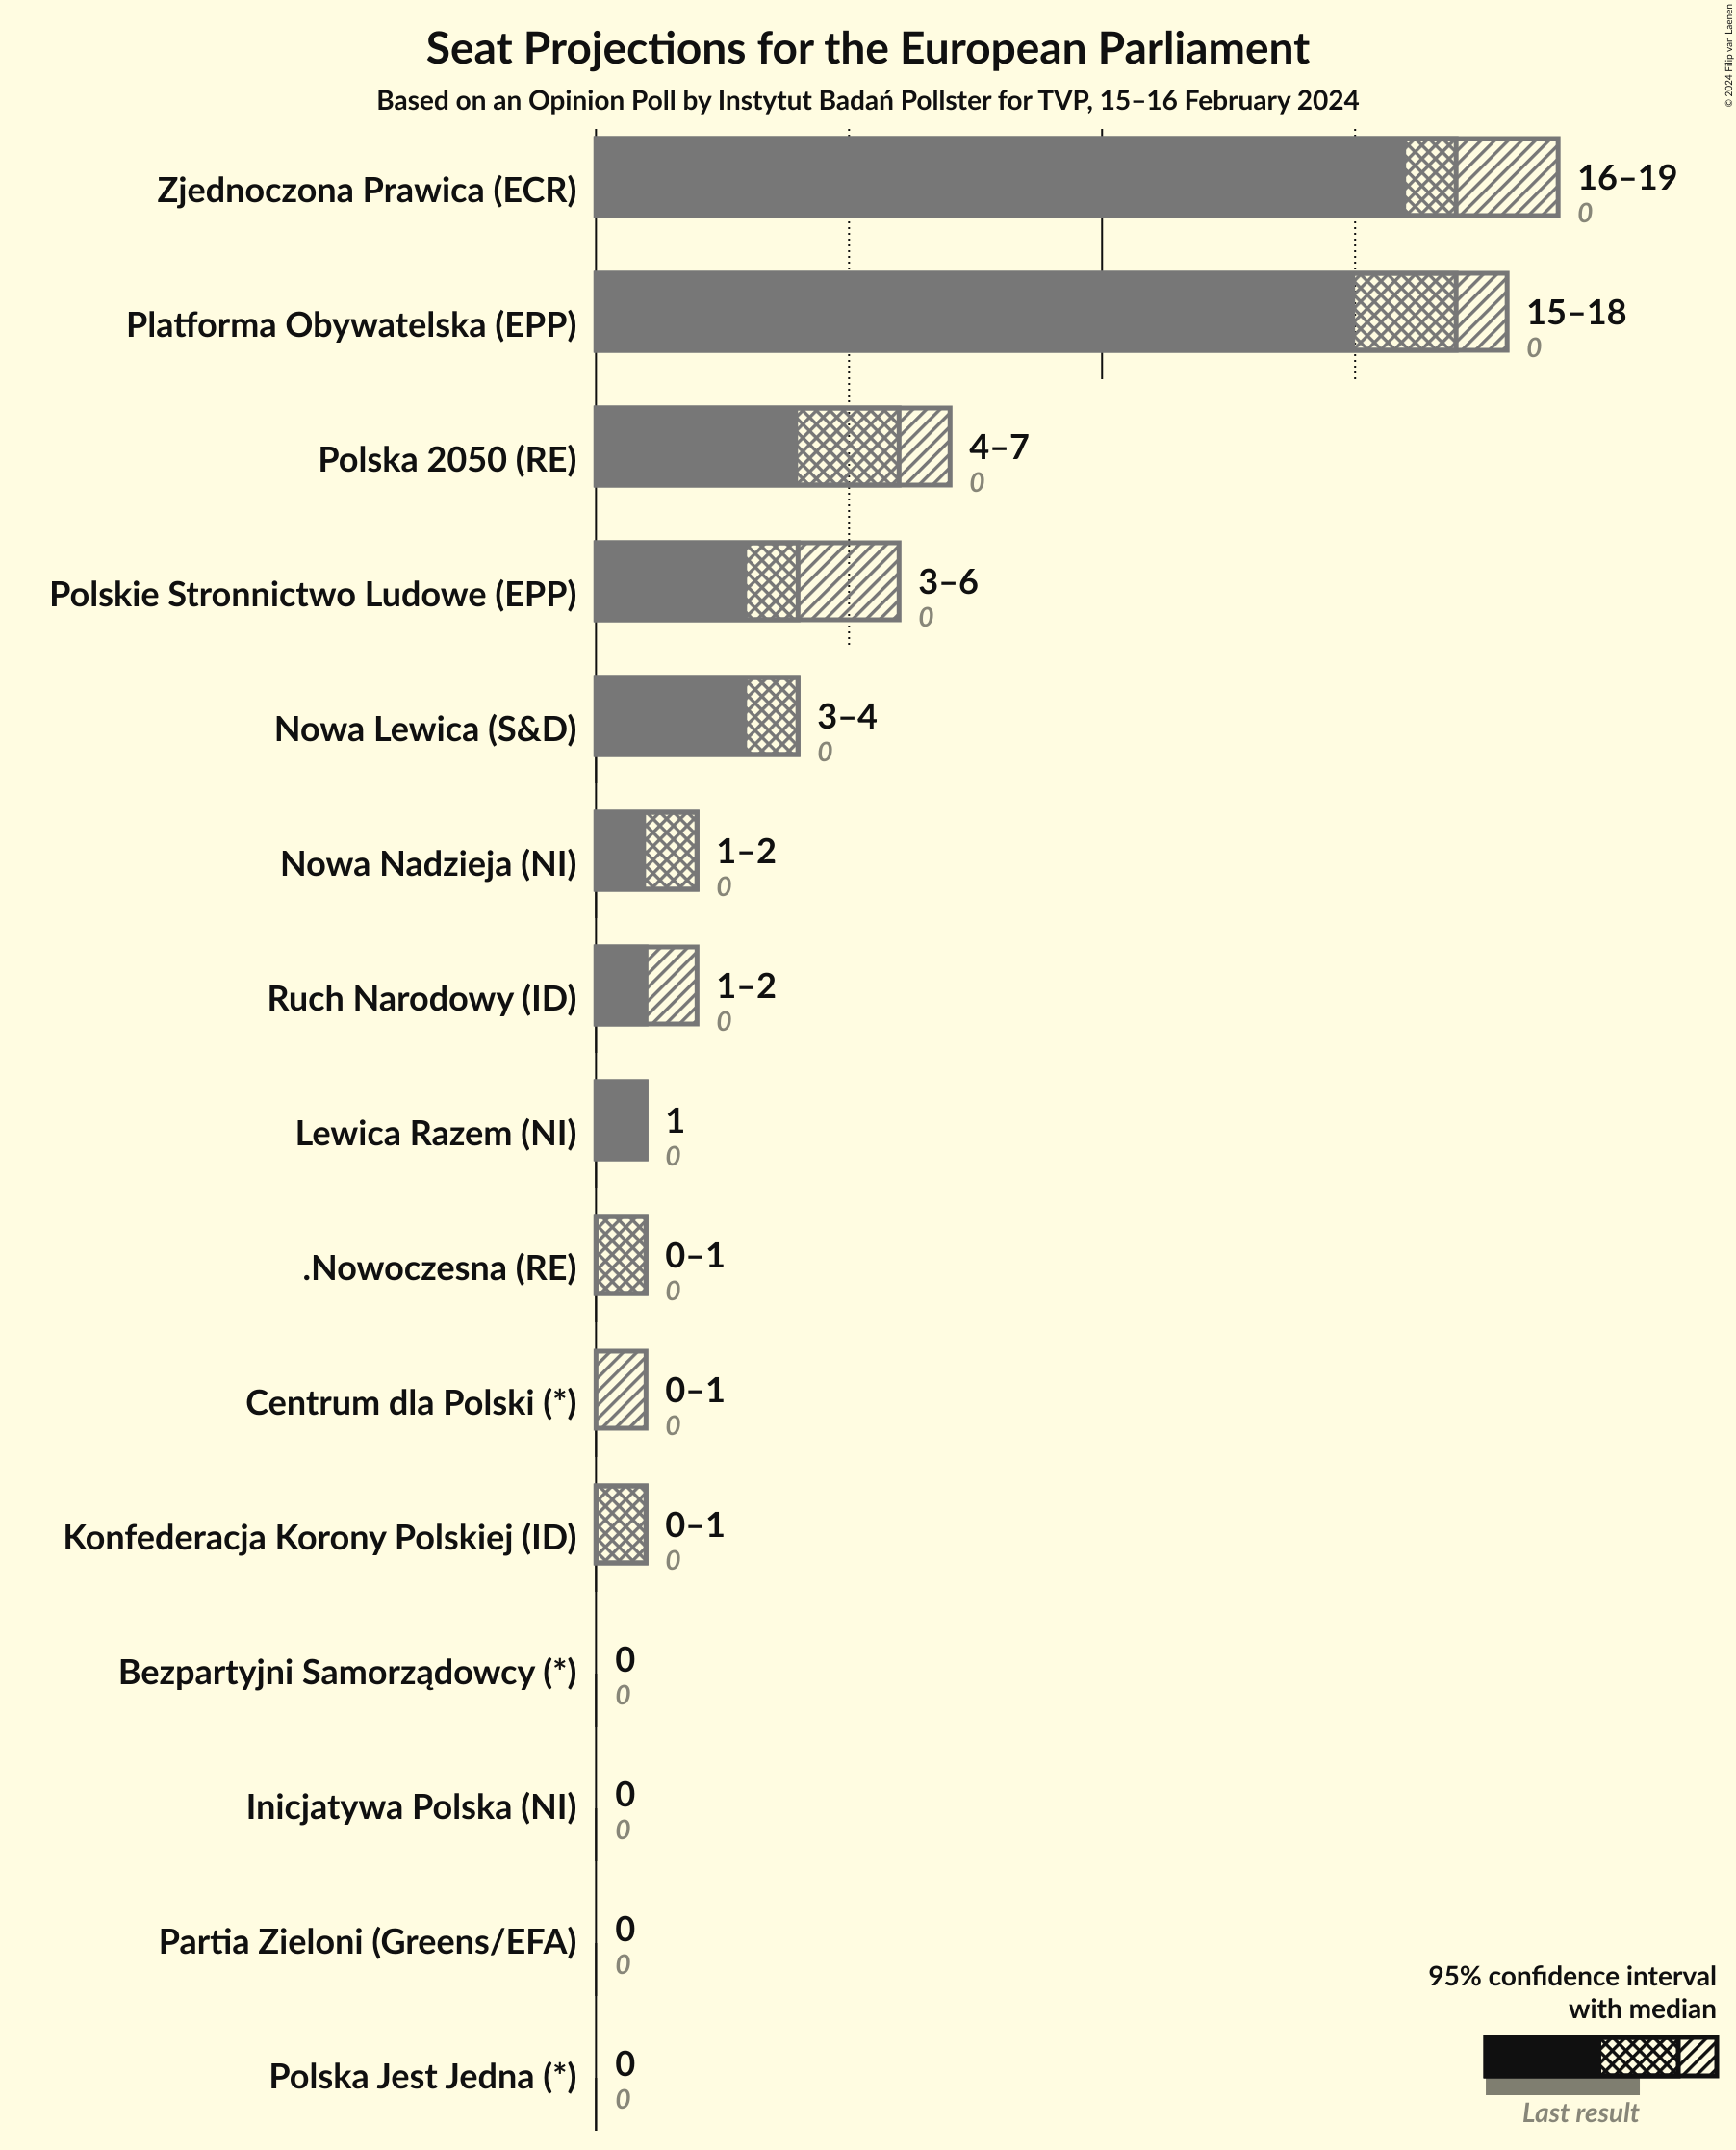 Seat Projections for the European Parliament
Based on an Opinion Poll by Instytut Badań Pollster for TVP, 15–16 February 2024
© 2024 Filip van Laenen
Zjednoczona Prawica (ECR)
16–19
0
Platforma Obywatelska (EPP)
15–18
0
Polska 2050 (RE)
4–7
0
Polskie Stronnictwo Ludowe (EPP)
3–6
0
Nowa Lewica (S&D)
3–4
0
Nowa Nadzieja (NI)
1–2
0
Ruch Narodowy (ID)
1–2
0
Lewica Razem (NI)
1
0
.Nowoczesna (RE)
0–1
0
Centrum dla Polski (*)
0–1
0
Konfederacja Korony Polskiej (ID)
0–1
0
Bezpartyjni Samorządowcy (*)
0
0
Inicjatywa Polska (NI)
0
0
Partia Zieloni (Greens/EFA)
0
0
Polska Jest Jedna (*)
0
0
95% confidence interval
with median
Last result